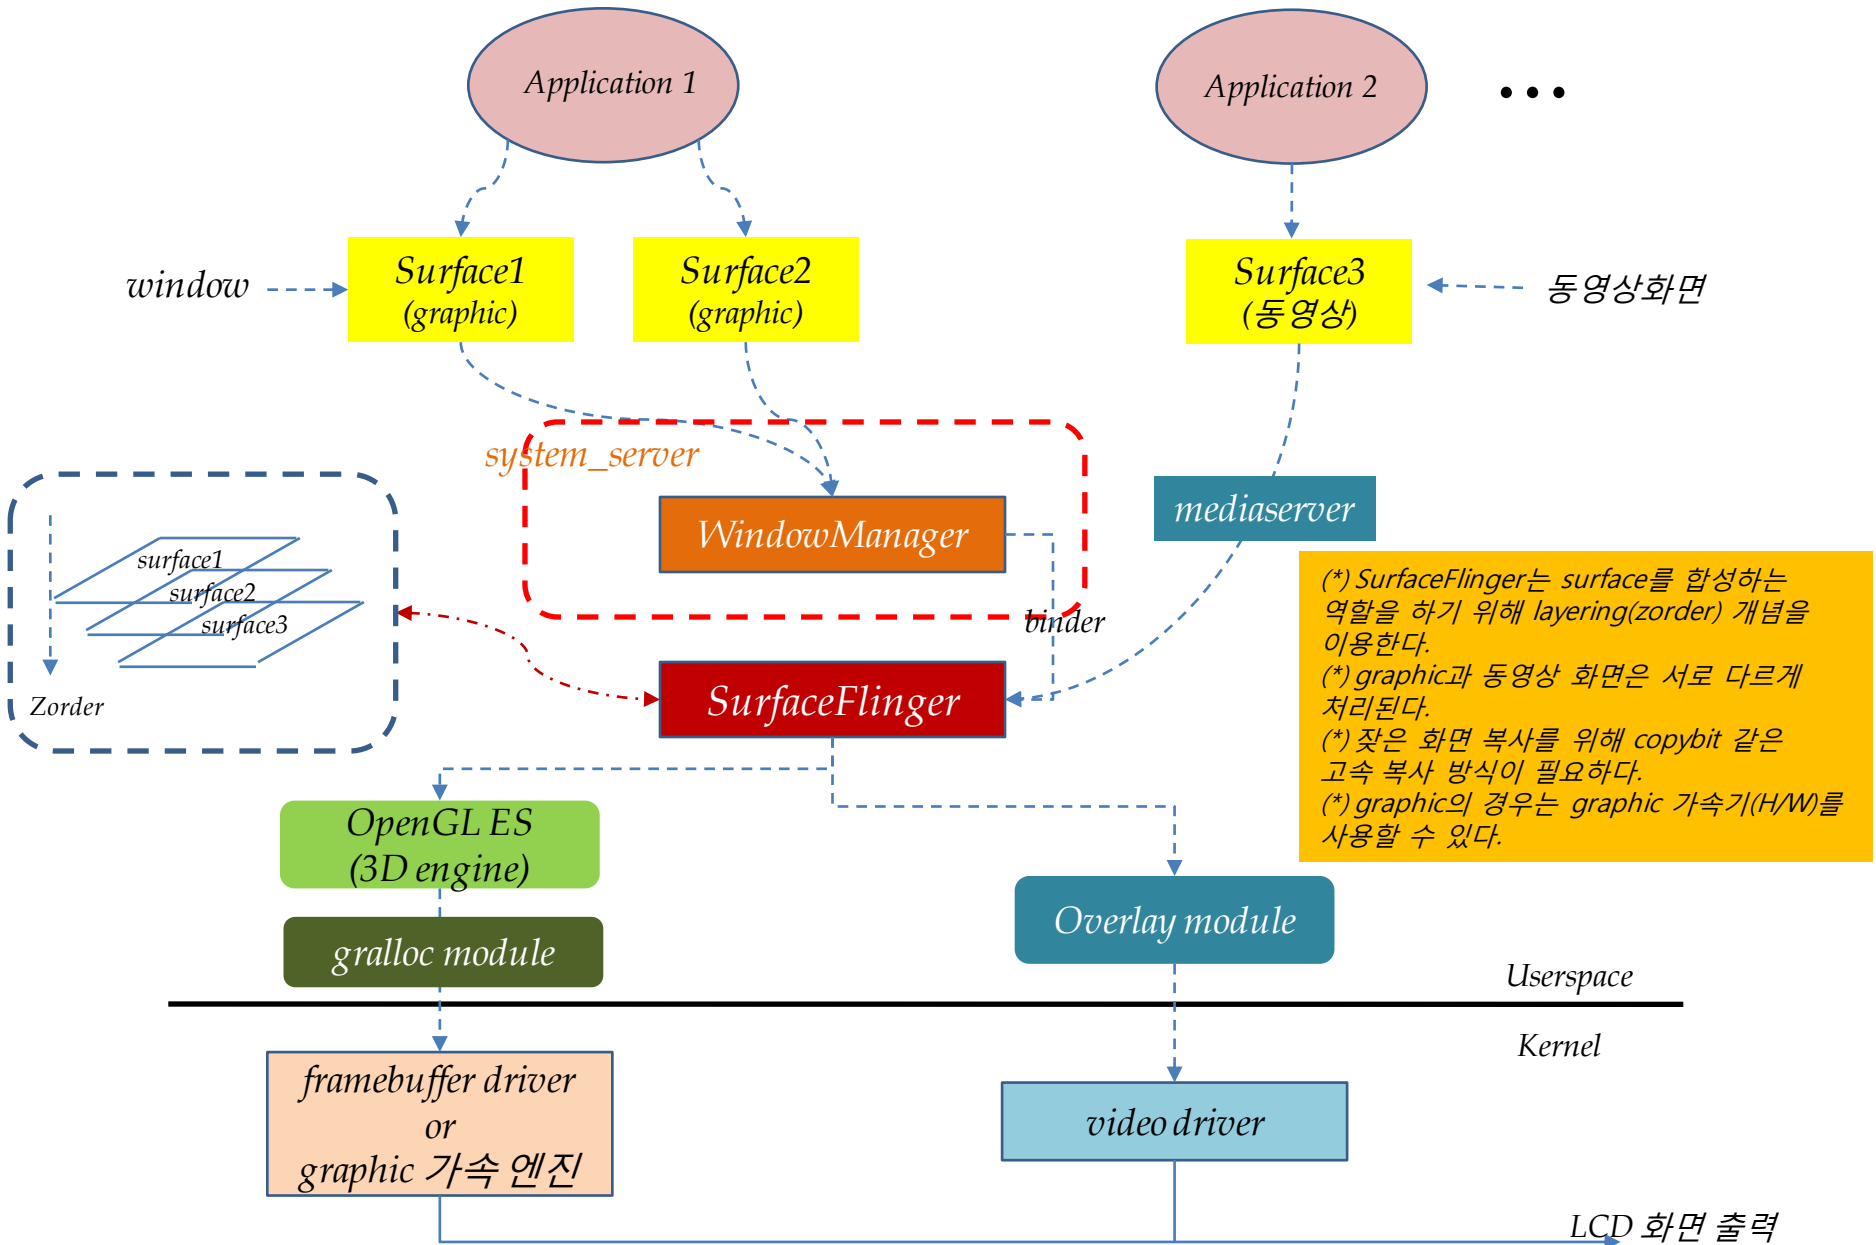 Application 1
Application 2
...
window
Surface1
(graphic)
Surface2
(graphic)
Surface3
(동영상)
동영상화면
system_server
WindowManager
mediaserver
binder
surface1
surface2
surface3
Zorder
SurfaceFlinger
(*) SurfaceFlinger는 surface를 합성하는
역할을 하기 위해 layering(zorder) 개념을
이용한다.
(*) graphic과 동영상 화면은 서로 다르게
처리된다.
(*) 잦은 화면 복사를 위해 copybit 같은
고속 복사 방식이 필요하다.
(*) graphic의 경우는 graphic 가속기(H/W)를
사용할 수 있다.
OpenGL ES
(3D engine)
gralloc module
Overlay module
Userspace
Kernel
framebuffer driver
or
graphic 가속 엔진
video driver
LCD 화면 출력